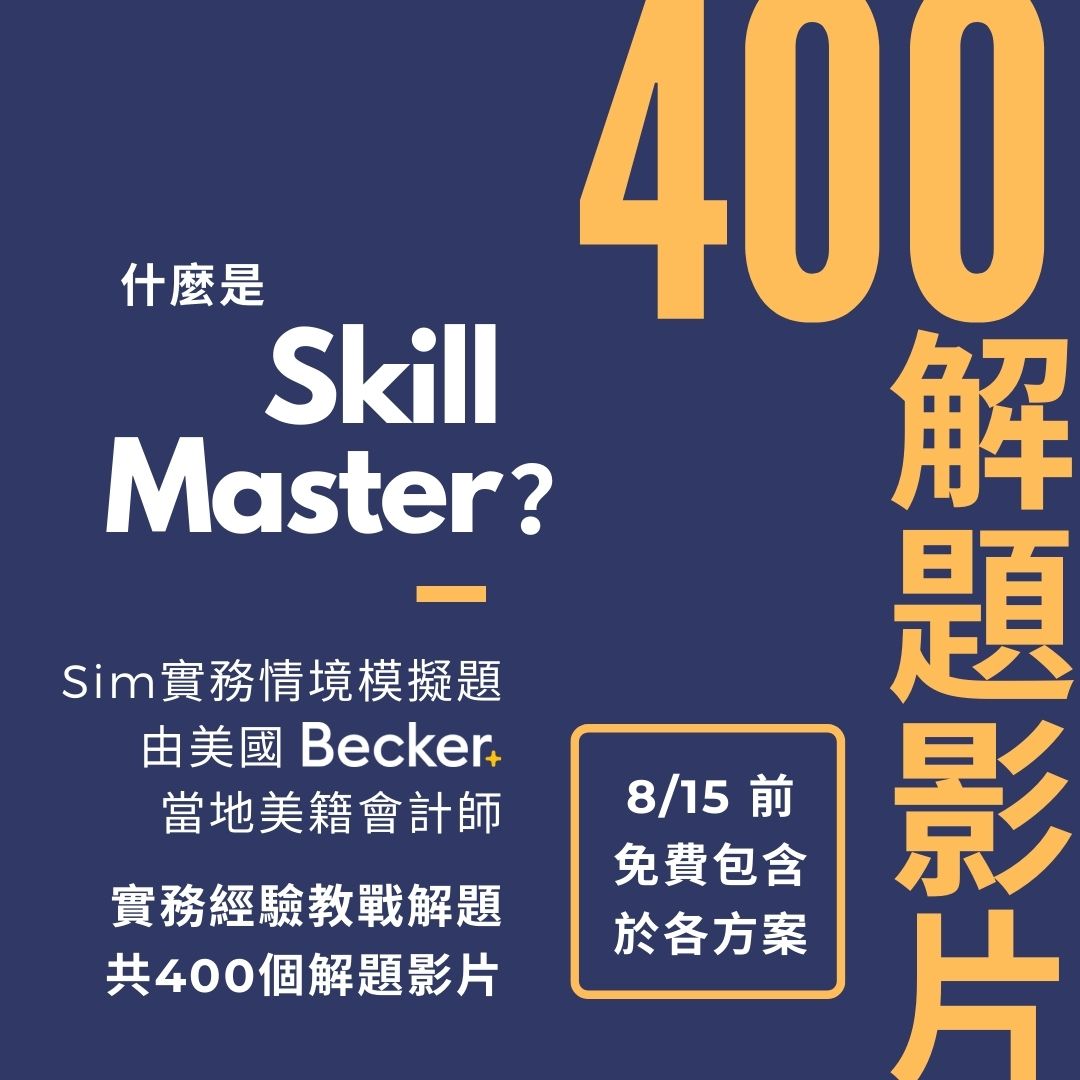 400
解題影片
什麼是
Skill
Master?
Sim實務情境模擬題
由美國 Becker.
當地美籍會計師
實務經驗教戰解題
共400個解題影片
8/15 前
免費包含
於各方案